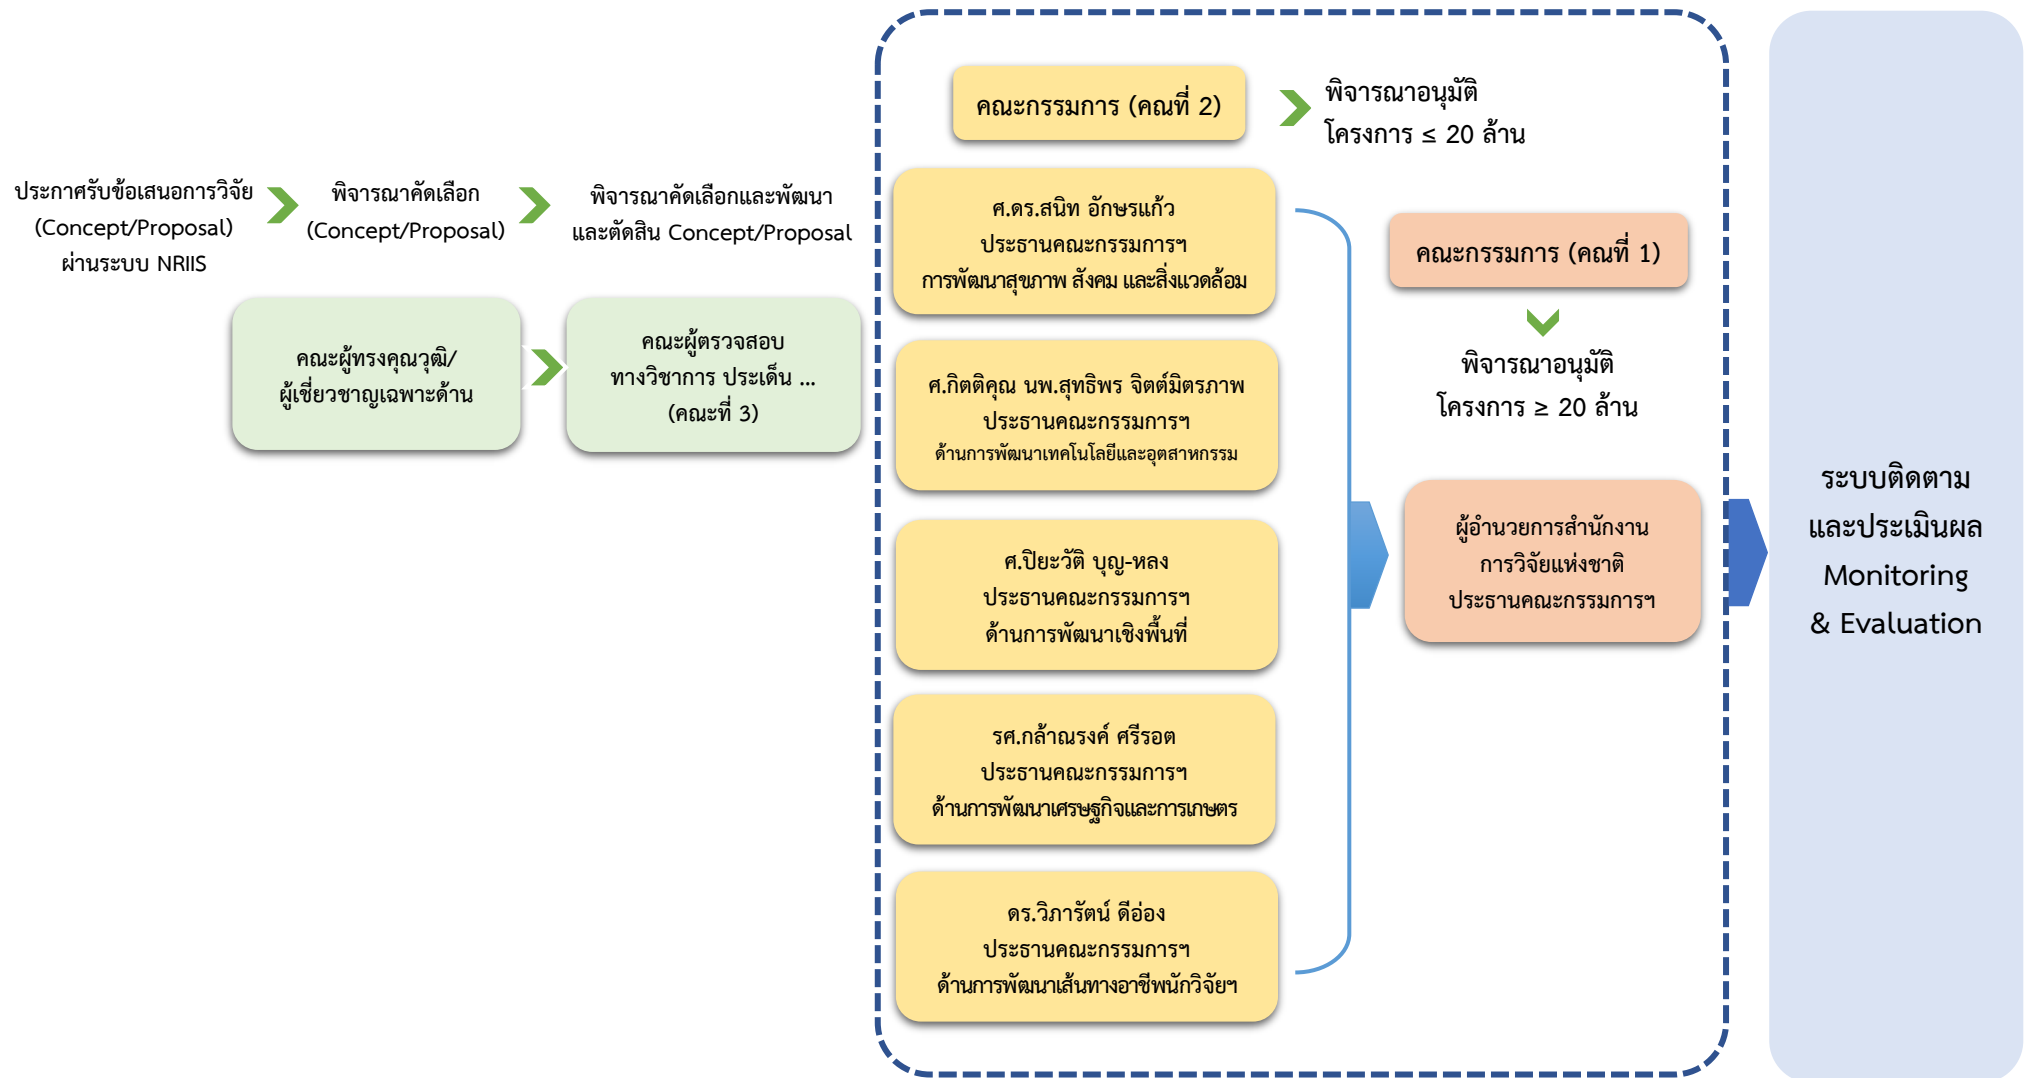 ประกาศรับข้อเสนอการวิจัย
(Concept/Proposal)
ผ่านระบบ NRIIS
พิจารณาคัดเลือก
(Concept/Proposal)
พิจารณาคัดเลือกและพัฒนา
และตัดสิน Concept/Proposal
คณะผู้ทรงคุณวุฒิ/
ผู้เชี่ยวชาญเฉพาะด้าน
คณะผู้ตรวจสอบ
ทางวิชาการ ประเด็น ...
(คณะที่ 3)
คณะกรรมการ (คณที่ 2)
พิจารณาอนุมัติ
โครงการ ≤ 20 ล้าน
ศ.ดร.สนิท อักษรแก้ว
ประธานคณะกรรมการฯ
การพัฒนาสุขภาพ สังคม และสิ่งแวดล้อม
ศ.กิตติคุณ นพ.สุทธิพร จิตต์มิตรภาพ
ประธานคณะกรรมการฯ
ด้านการพัฒนาเทคโนโลยีและอุตสาหกรรม
ศ.ปิยะวัติ บุญ-หลง
ประธานคณะกรรมการฯ
ด้านการพัฒนาเชิงพื้นที่
รศ.กล้าณรงค์ ศรีรอต
ประธานคณะกรรมการฯ
ด้านการพัฒนาเศรษฐกิจและการเกษตร
ดร.วิภารัตน์ ดีอ่อง
ประธานคณะกรรมการฯ
ด้านการพัฒนาเส้นทางอาชีพนักวิจัยฯ
คณะกรรมการ (คณที่ 1)
พิจารณาอนุมัติ
โครงการ ≥ 20 ล้าน
ผู้อำนวยการสำนักงาน
การวิจัยแห่งชาติ
ประธานคณะกรรมการฯ
ระบบติดตาม
และประเมินผล
Monitoring
& Evaluation